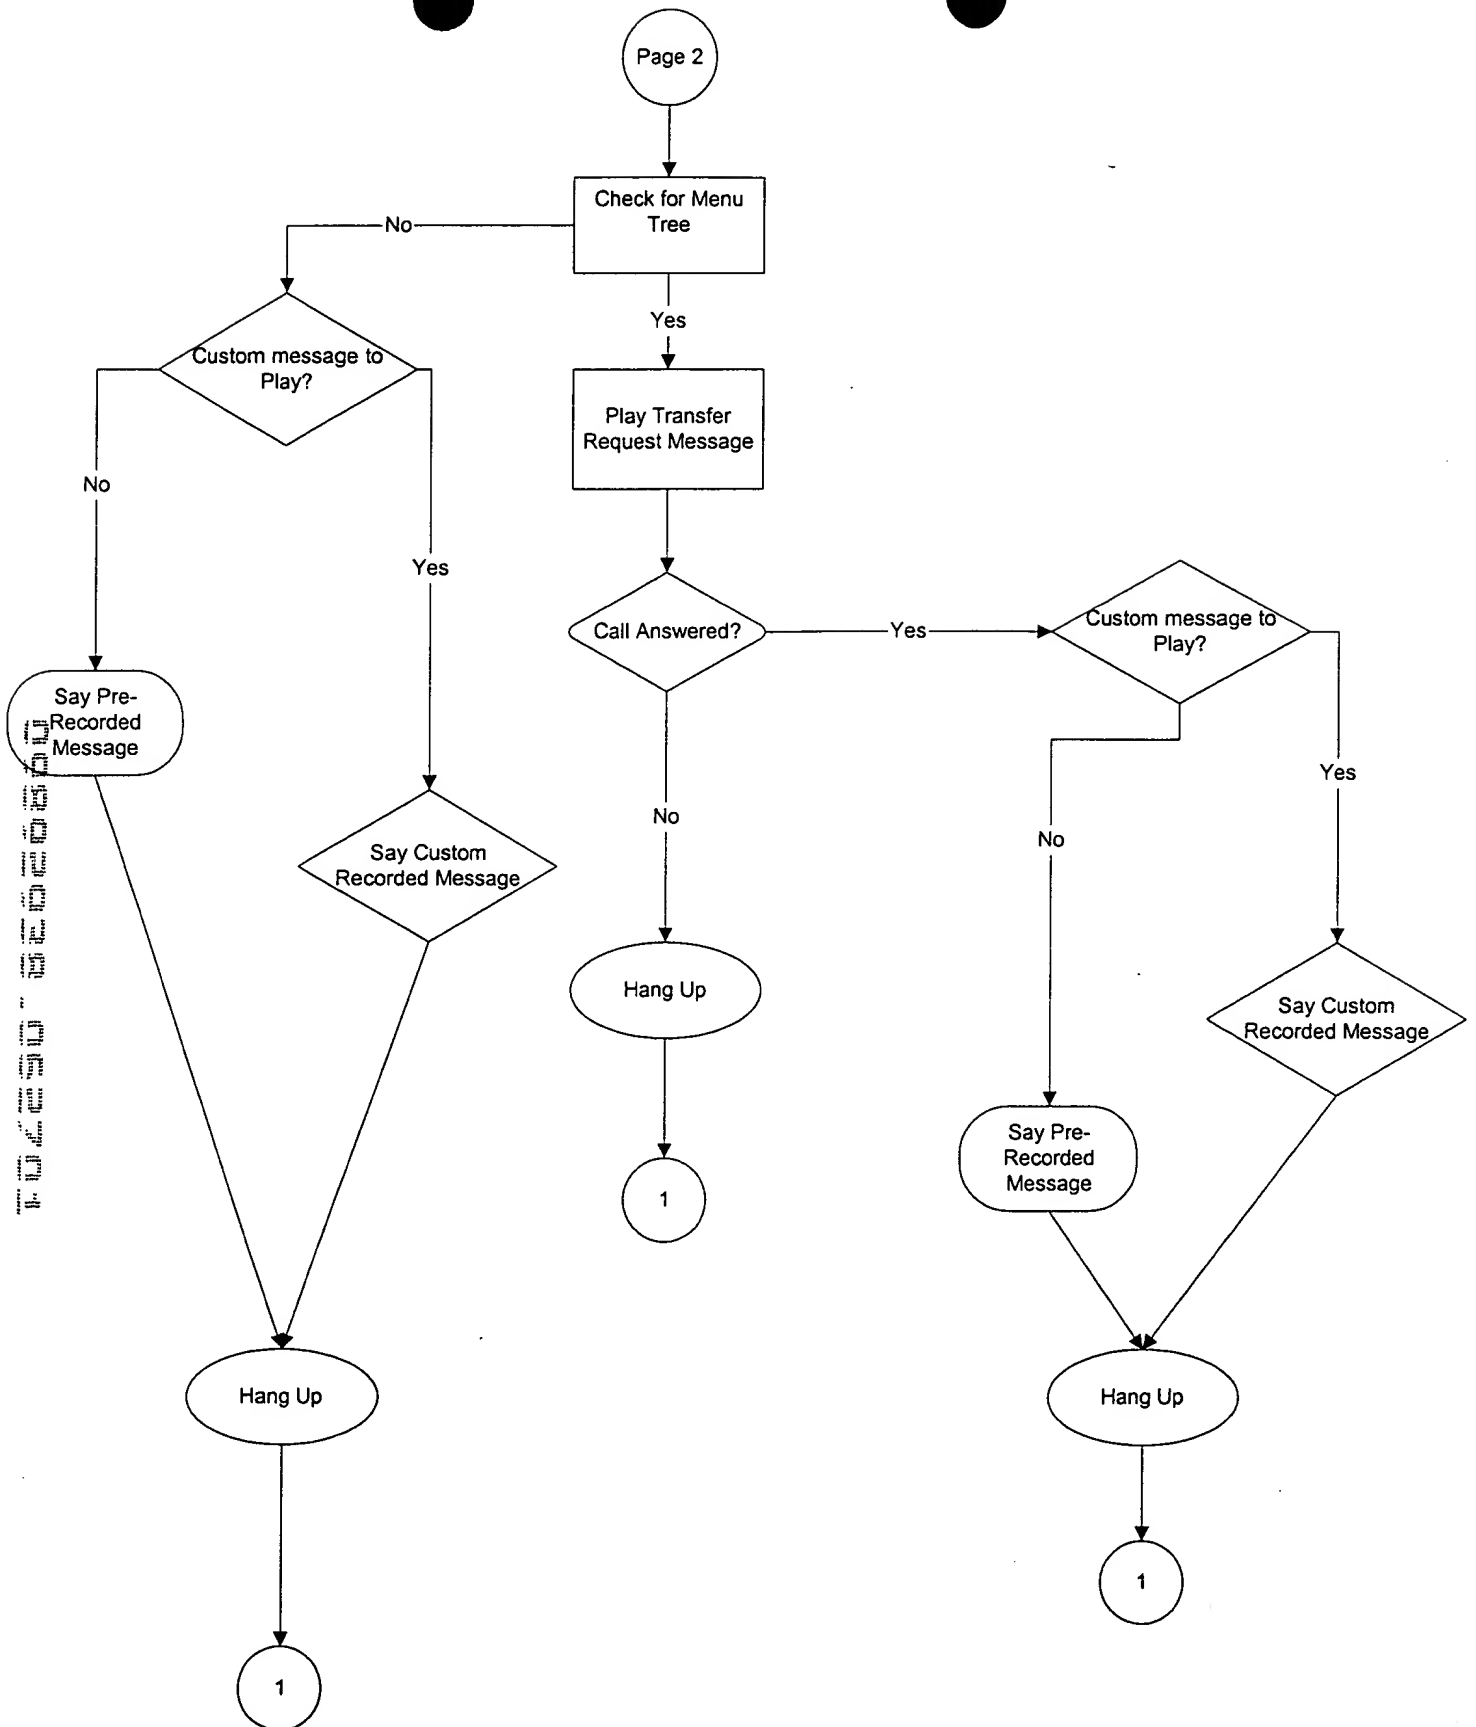 Page 2
Check for Menu
Tree
No
Yes
Custom message to
Play?
Play Transfer
Request Message
No
Yes
Call Answered?
Yes
Custom message to
Play?
Say Pre-
Recorded
Message
No
Yes
No
Say Custom
Recorded Message
Hang Up
Say Custom
Recorded Message
Say Pre-
Recorded
Message
1
Hang Up
Hang Up
1
1